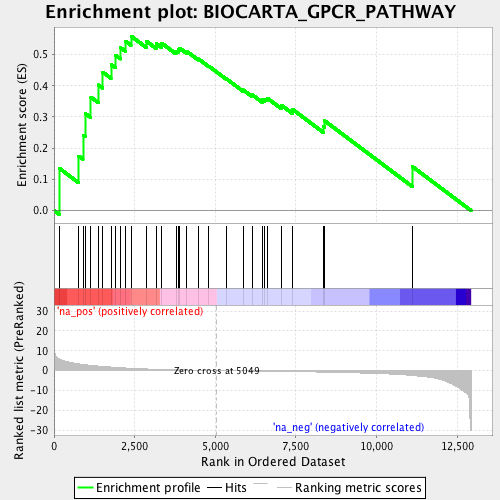 Enrichment plot: BIOCARTA_GPCR_PATHWAY
Enrichment score (ES)
0.5
0.4
0.3
0.2
0.1
0.0
Ranked list metric (PreRanked)
30
20
10
0
-10
-20
-30
'na_pos' (positively correlated)
Zero cross at 5049
'na_neg' (negatively correlated)
0
2,500
5,000
7,500
10,000
12,500
Rank in Ordered Dataset
Enrichment profile
Hits
Ranking metric scores